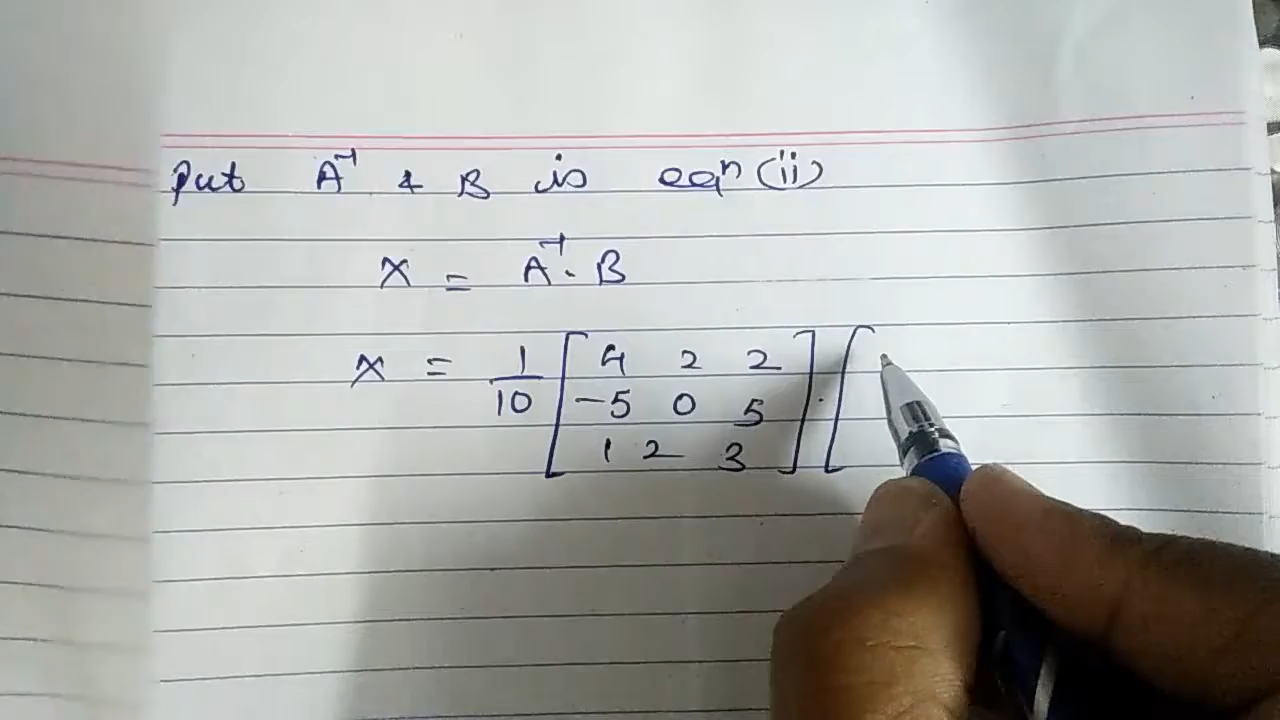 Put A⁻¹ & B is eqⁿ (ii)
X = A⁻¹ · B
X = 1/10 [ 4 2 2 ] · [
-5 0 5
1 2 3